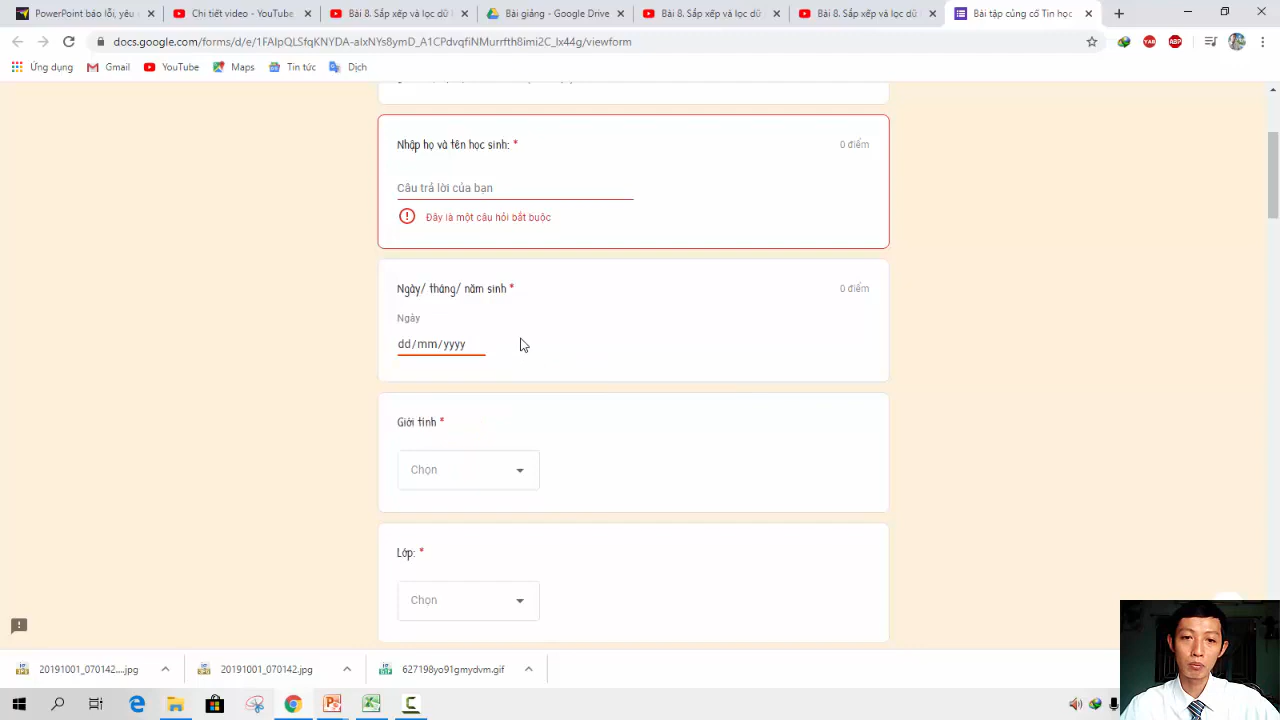 PowerPoint báo lỗi, yêu
Chi tiết video - YouTube
Bài 8. Sắp xếp và lọc dữ
Bài giảng - Google Drive
Bài 8. Sắp xếp và lọc dữ
Bài 8. Sắp xếp và lọc dữ
Bài tập củng cố Tin học
docs.google.com/forms/d/e/1FAIpQLSfqKNYDA-aIxNYs8ymD_A1CPdvqfiNMurrfth8imi2C_Ix44g/viewform
Ứng dụng
Gmail
YouTube
Maps
Tin tức
Dịch
Nhập họ và tên học sinh: *
0 điểm
Câu trả lời của bạn
Đây là một câu hỏi bắt buộc
Ngày/ tháng/ năm sinh *
0 điểm
Ngày
dd/mm/yyyy
Giới tính *
Chọn
Lớp: *
Chọn
20191001_070142....jpg
20191001_070142.jpg
627198yo91gmydvm.gif